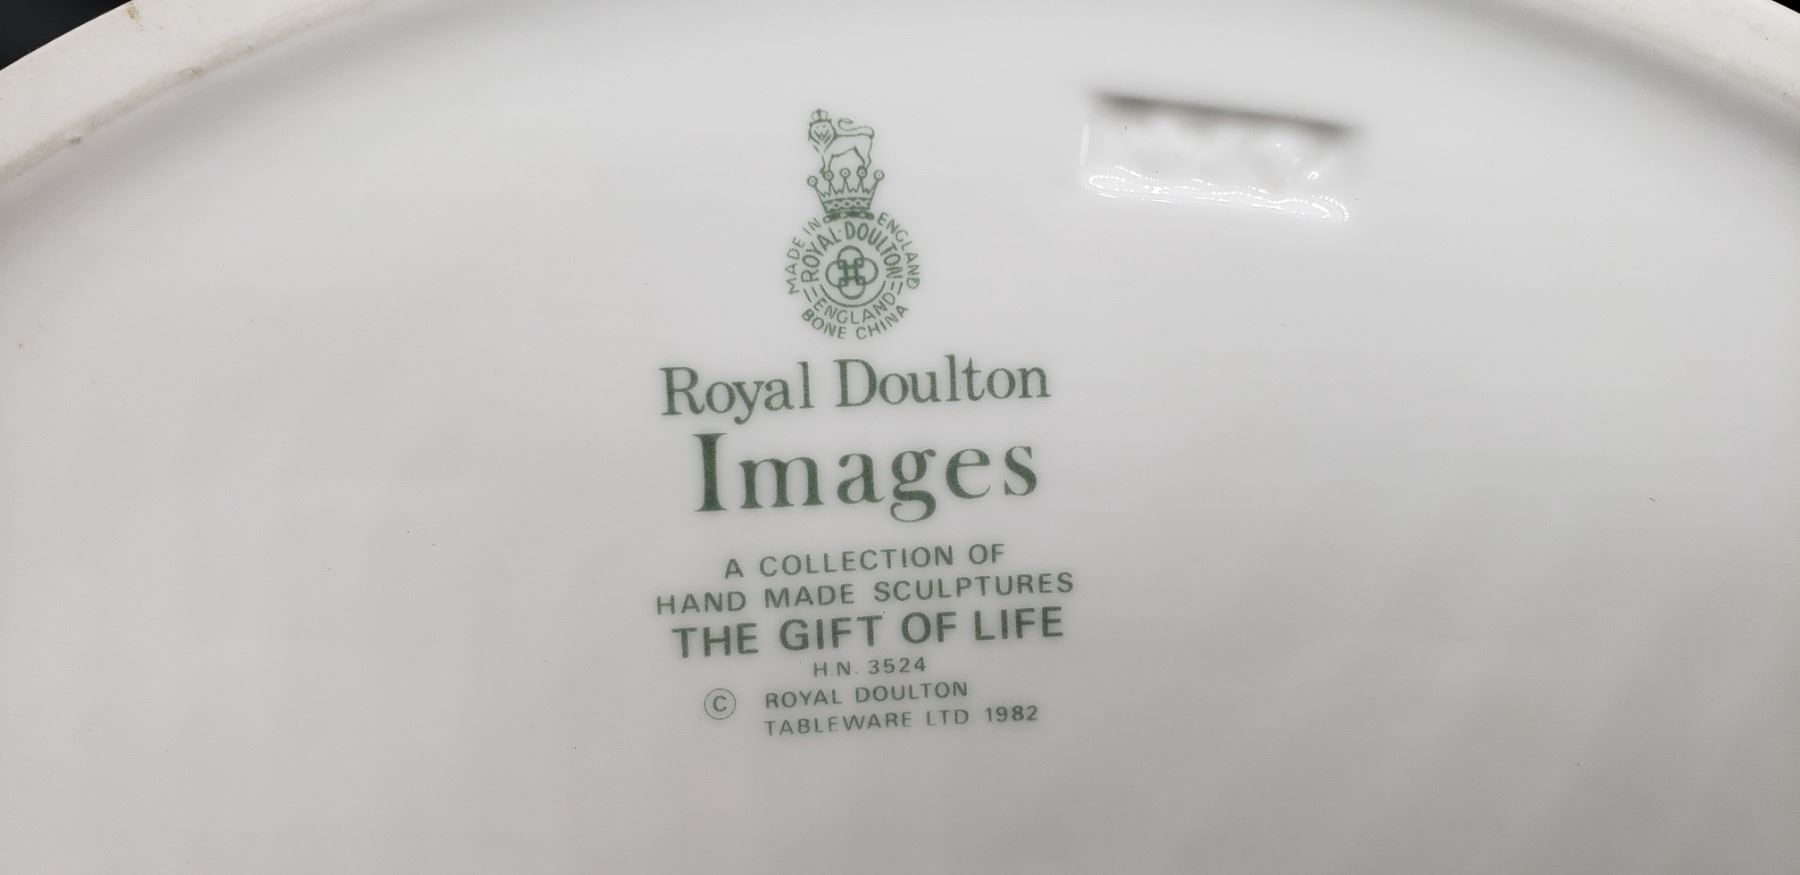 MADE IN ENGLAND
ROYAL DOULTON
ENGLAND
BONE CHINA
Royal Doulton
Images
A COLLECTION OF
HAND MADE SCULPTURES
THE GIFT OF LIFE
H.N. 3524
© ROYAL DOULTON
TABLEWARE LTD 1982